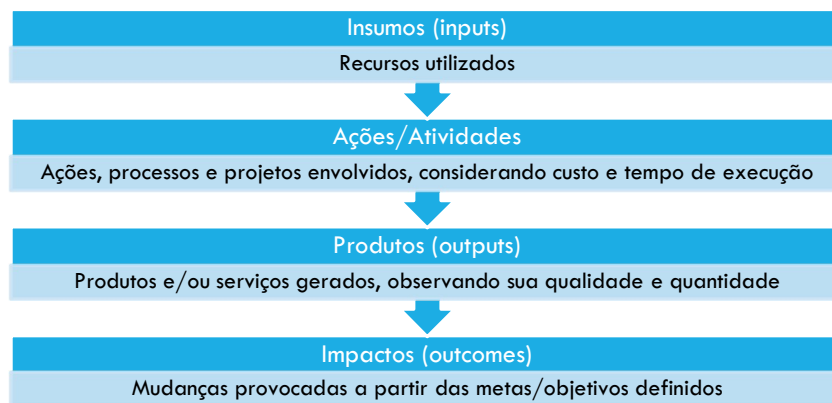 Insumos (inputs)
Recursos utilizados
Ações/Atividades
Ações, processos e projetos envolvidos, considerando custo e tempo de execução
Produtos (outputs)
Produtos e/ou serviços gerados, observando sua qualidade e quantidade
Impactos (outcomes)
Mudanças provocadas a partir das metas/objetivos definidos